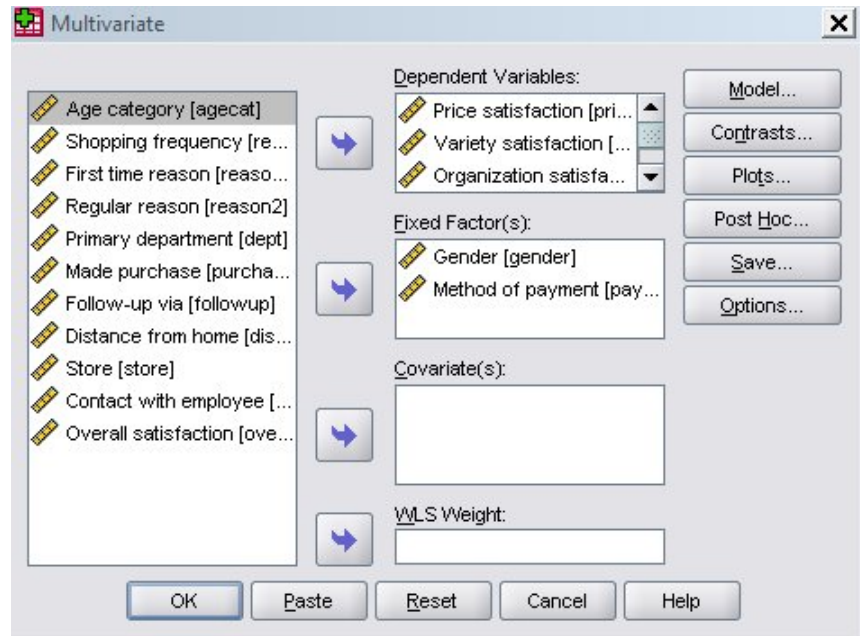 Multivariate
Age category [agecat]
Shopping frequency [re...
First time reason [reaso...
Regular reason [reason2]
Primary department [dept]
Made purchase [purcha...
Follow-up via [followup]
Distance from home [dis...
Store [store]
Contact with employee [...
Overall satisfaction [ove...
Dependent Variables:
Price satisfaction [pri...
Variety satisfaction [...
Organization satisfa...
Fixed Factor(s):
Gender [gender]
Method of payment [pay...
Covariate(s):
WLS Weight:
Model...
Contrasts...
Plots...
Post Hoc...
Save...
Options...
OK Paste Reset Cancel Help